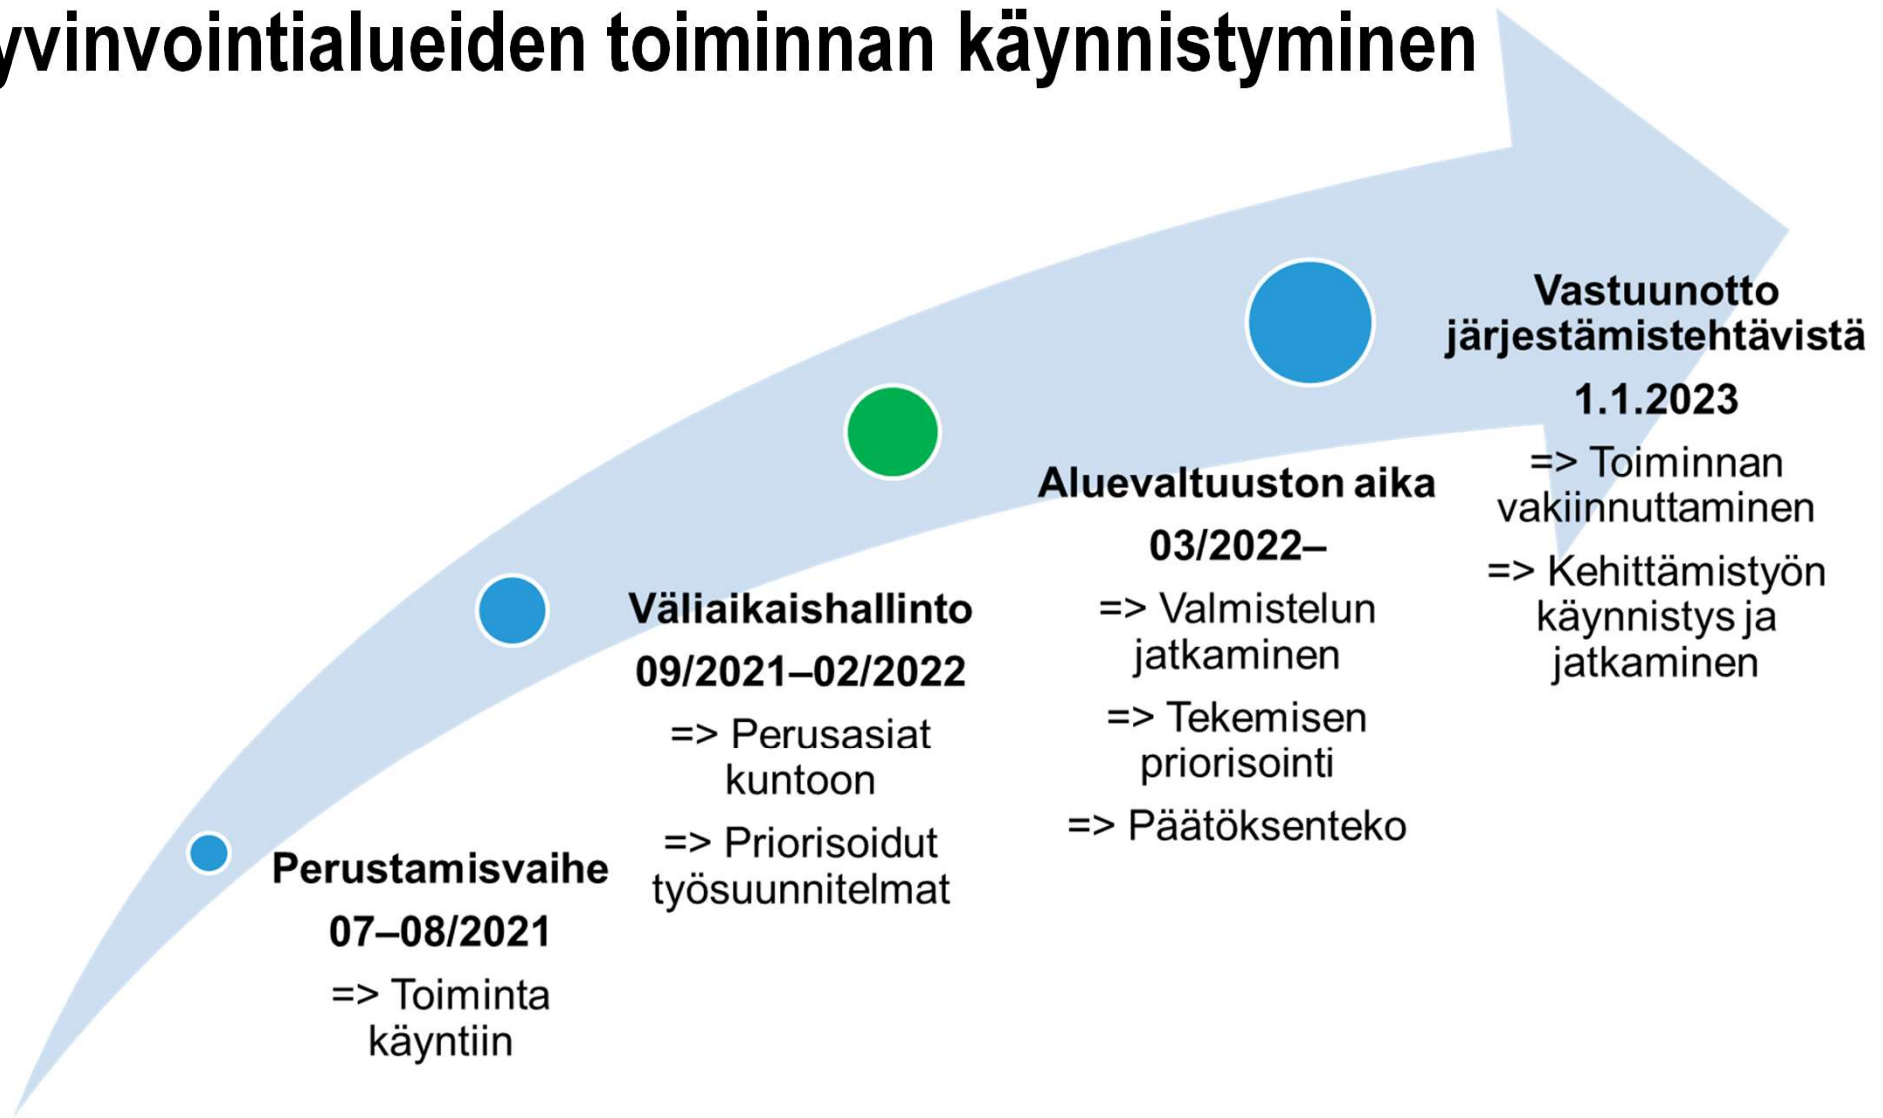 yvinvointialueiden toiminnan käynnistyminen
Perustamisvaihe
07–08/2021
=> Toiminta
käyntiin
Väliaikaishallinto
09/2021–02/2022
=> Perusasiat
kuntoon
=> Priorisoidut
työsuunnitelmat
Aluevaltuuston aika
03/2022–
=> Valmistelun
jatkaminen
=> Tekemisen
priorisointi
=> Päätöksenteko
Vastuunotto
järjestämistehtävistä
1.1.2023
=> Toiminnan
vakiinnuttaminen
=> Kehittämistyön
käynnistys ja
jatkaminen